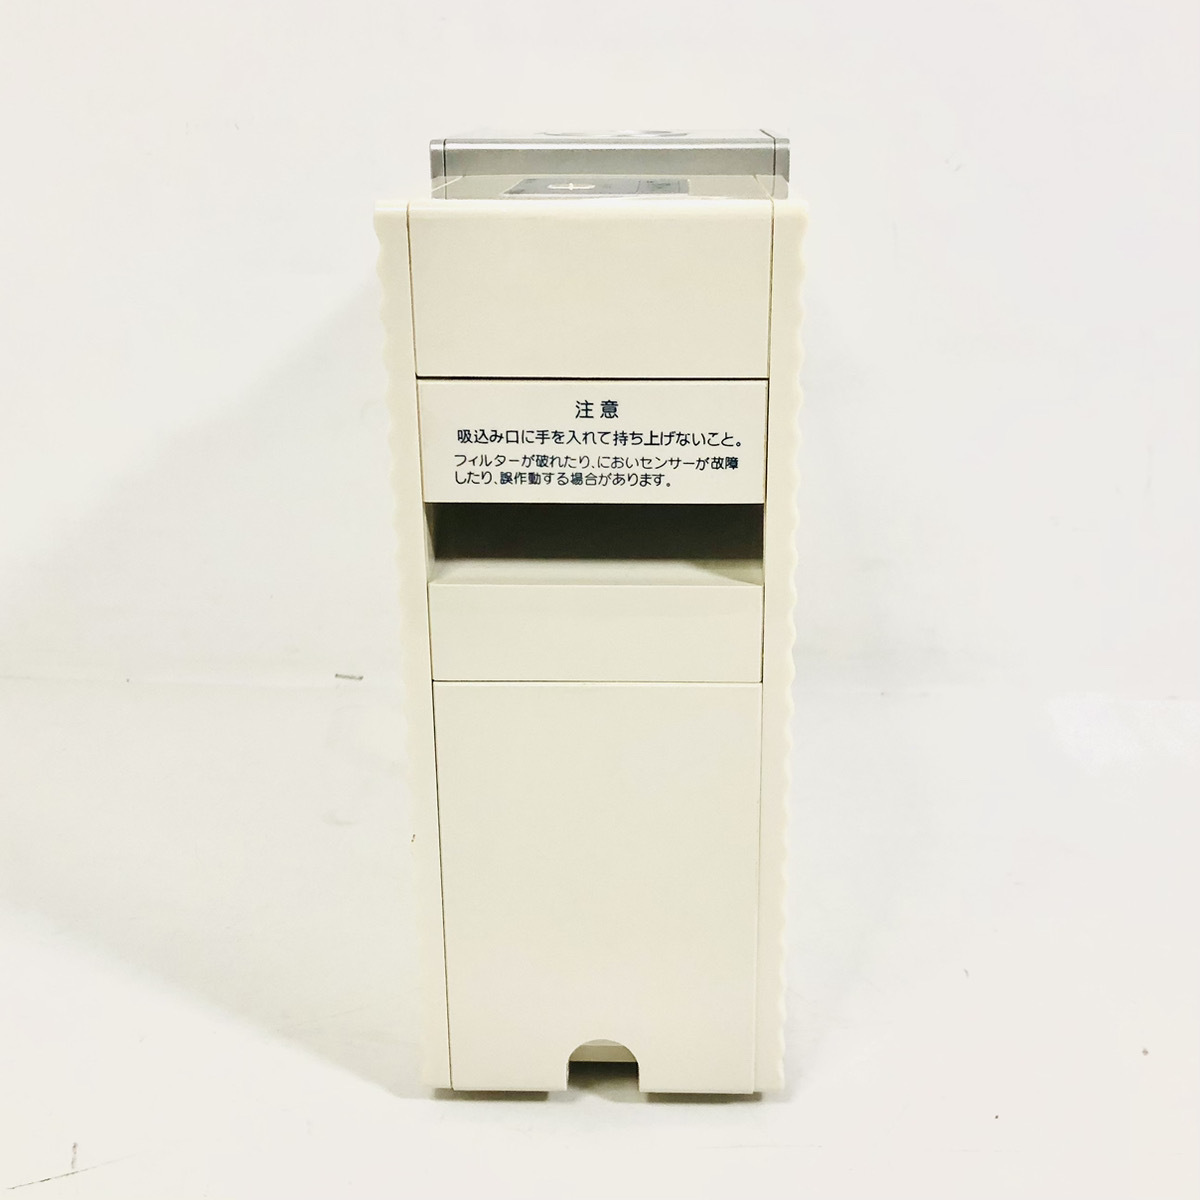 注意
吸込み口に手を入れて持ち上げないこと。
フィルターが破れたり、においセンサーが故障
したり、誤作動する場合があります。